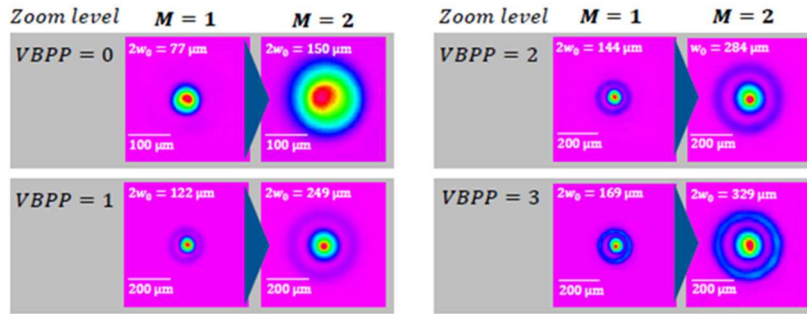 Zoom level M = 1 M = 2
VBPP = 0
2w₀ = 77 μm
100 μm
2w₀ = 150 μm
100 μm
VBPP = 1
2w₀ = 122 μm
200 μm
2w₀ = 249 μm
200 μm
Zoom level M = 1 M = 2
VBPP = 2
2w₀ = 144 μm
200 μm
w₀ = 284 μm
200 μm
VBPP = 3
2w₀ = 169 μm
200 μm
2w₀ = 329 μm
200 μm